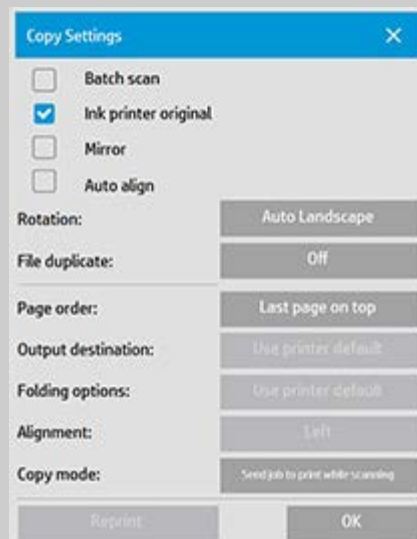 Copy Settings
Batch scan
Ink printer original
Mirror
Auto align
Rotation: Auto Landscape
File duplicate: Off
Page order: Last page on top
Output destination: Use printer default
Folding options: Use printer default
Alignment: Left
Copy mode: Send job to print while scanning
Reprint OK